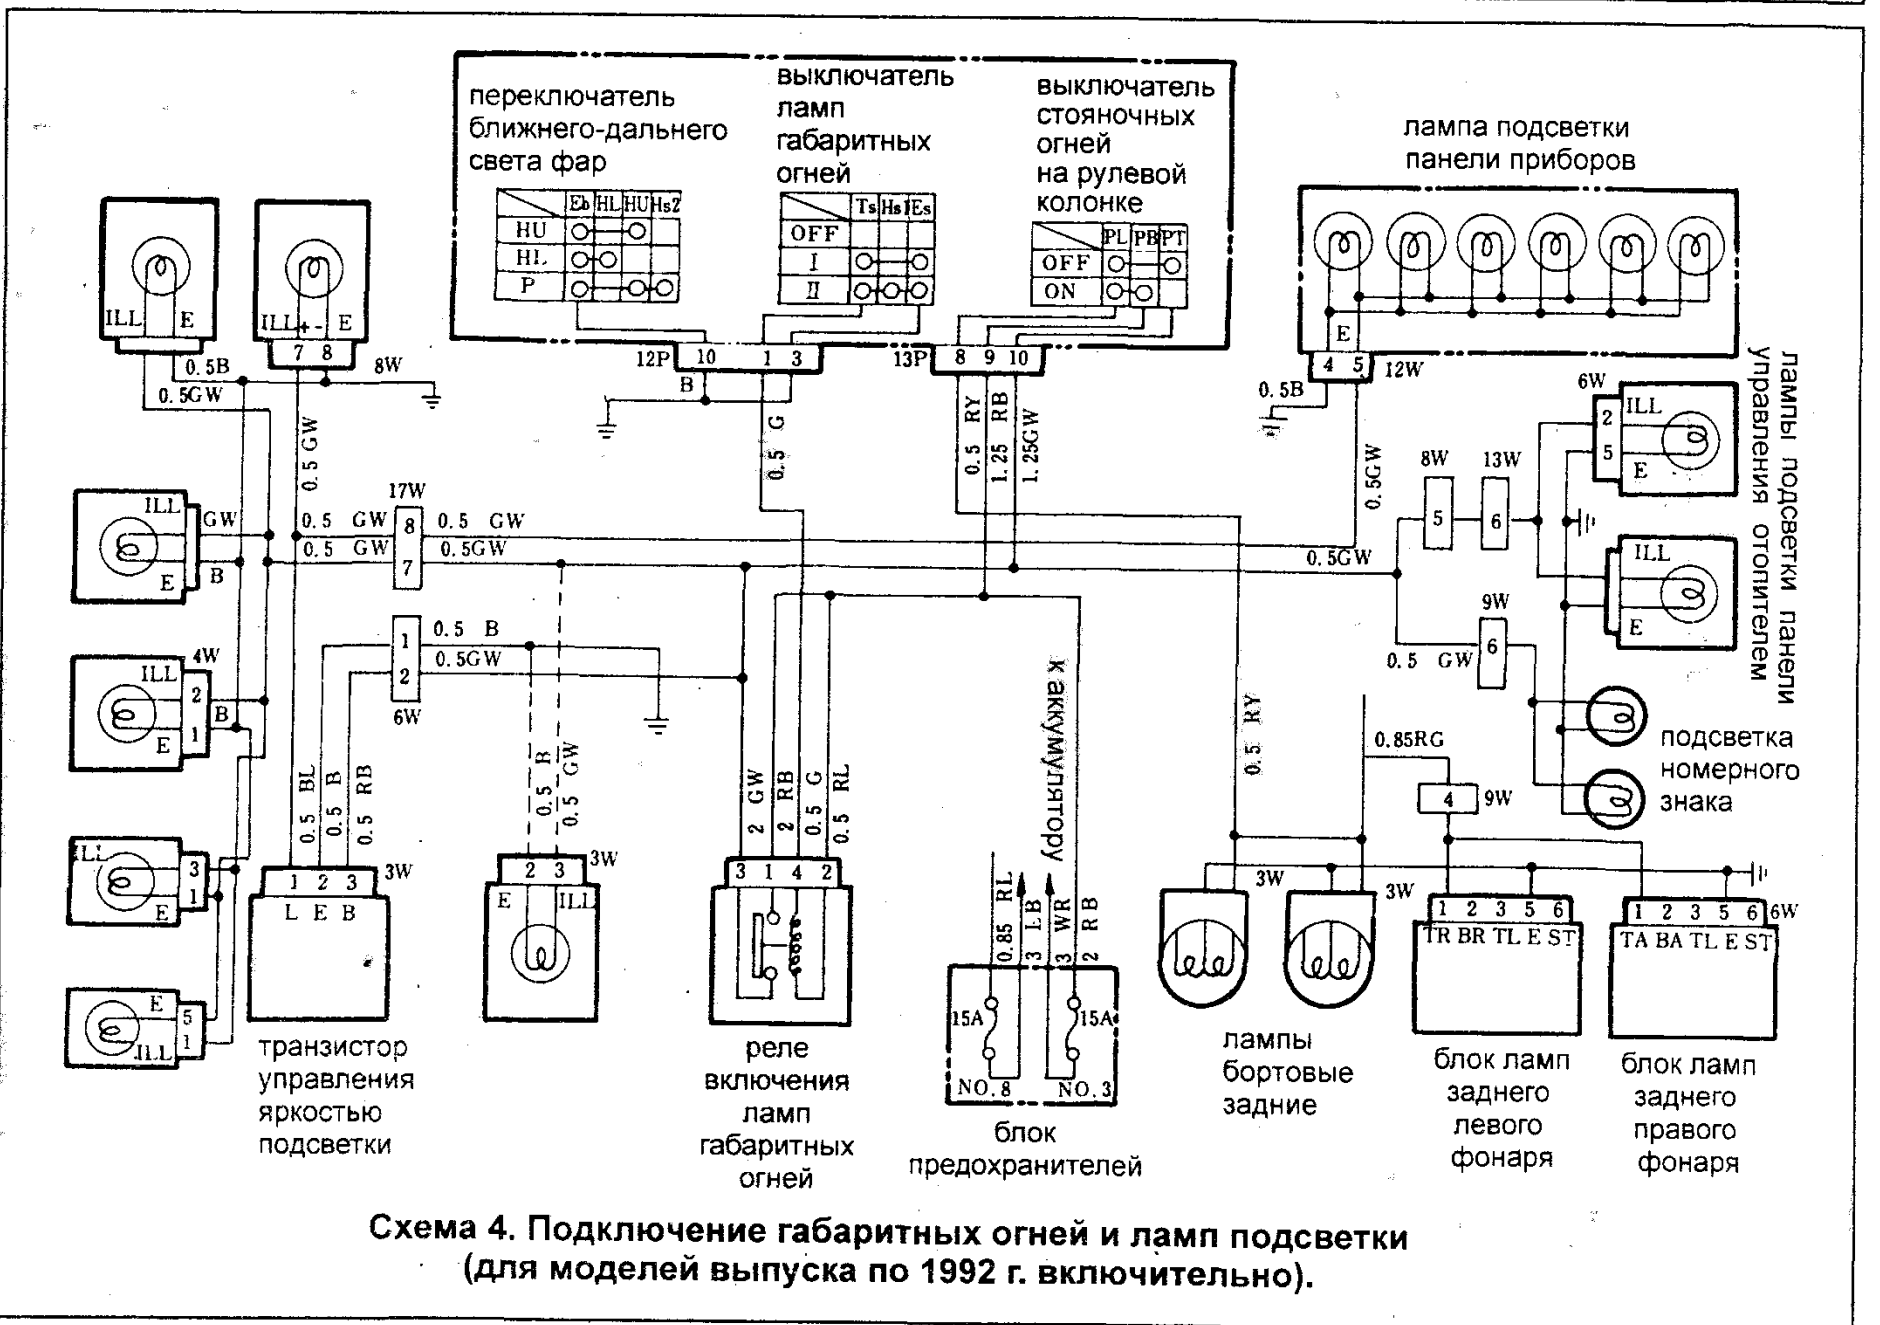 переключатель
ближнего-дальнего
света фар
Eb HL HU Hs2
HU
HL
P
выключатель
ламп
габаритных
огней
Ts Hs1 Es
OFF
I
II
выключатель
стояночных
огней
на рулевой
колонке
PL PB PT
OFF
ON
лампа подсветки
панели приборов
ILL E
ILL + - E
7 8
8W
0.5B
0.5GW
0.5GW
12P 10 1 3
13P 8 9 10
B
0.5 G
0.5 RY
1.25 RB
1.25GW
E
4 5 12W
0.5B
0.5GW
лампы подсветки панели
управления отопителем
6W
ILL
2
5
E
ILL
E
8W
5
13W
6
17W
0.5 GW 8 0.5 GW
0.5 GW 7 0.5GW
0.5GW
ILL
GW
E
B
9W
6
0.5 GW
1 0.5 B
2 0.5GW
6W
4W
ILL
2
B
1
E
0.5 BL
0.5 B
0.5 RB
0.5 B
0.5 GW
2 GW
2 RB
0.5 G
0.5 RL
к аккумулятору
0.5 RY
0.85RG
4 9W
подсветка
номерного
знака
ILL
3
1
E
1 2 3 3W
L E B
2 3 3W
E ILL
3 1 4 2
0.85 RL
3 LB
3 WR
2 RB
15A
15A
NO.8 NO.3
3W
3W
1 2 3 5 6
TR BR TL E ST
1 2 3 5 6 6W
TA BA TL E ST
E
5
1
ILL
транзистор
управления
яркостью
подсветки
реле
включения
ламп
габаритных
огней
блок
предохранителей
лампы
бортовые
задние
блок ламп
заднего
левого
фонаря
блок ламп
заднего
правого
фонаря
Схема 4. Подключение габаритных огней и ламп подсветки
(для моделей выпуска по 1992 г. включительно).